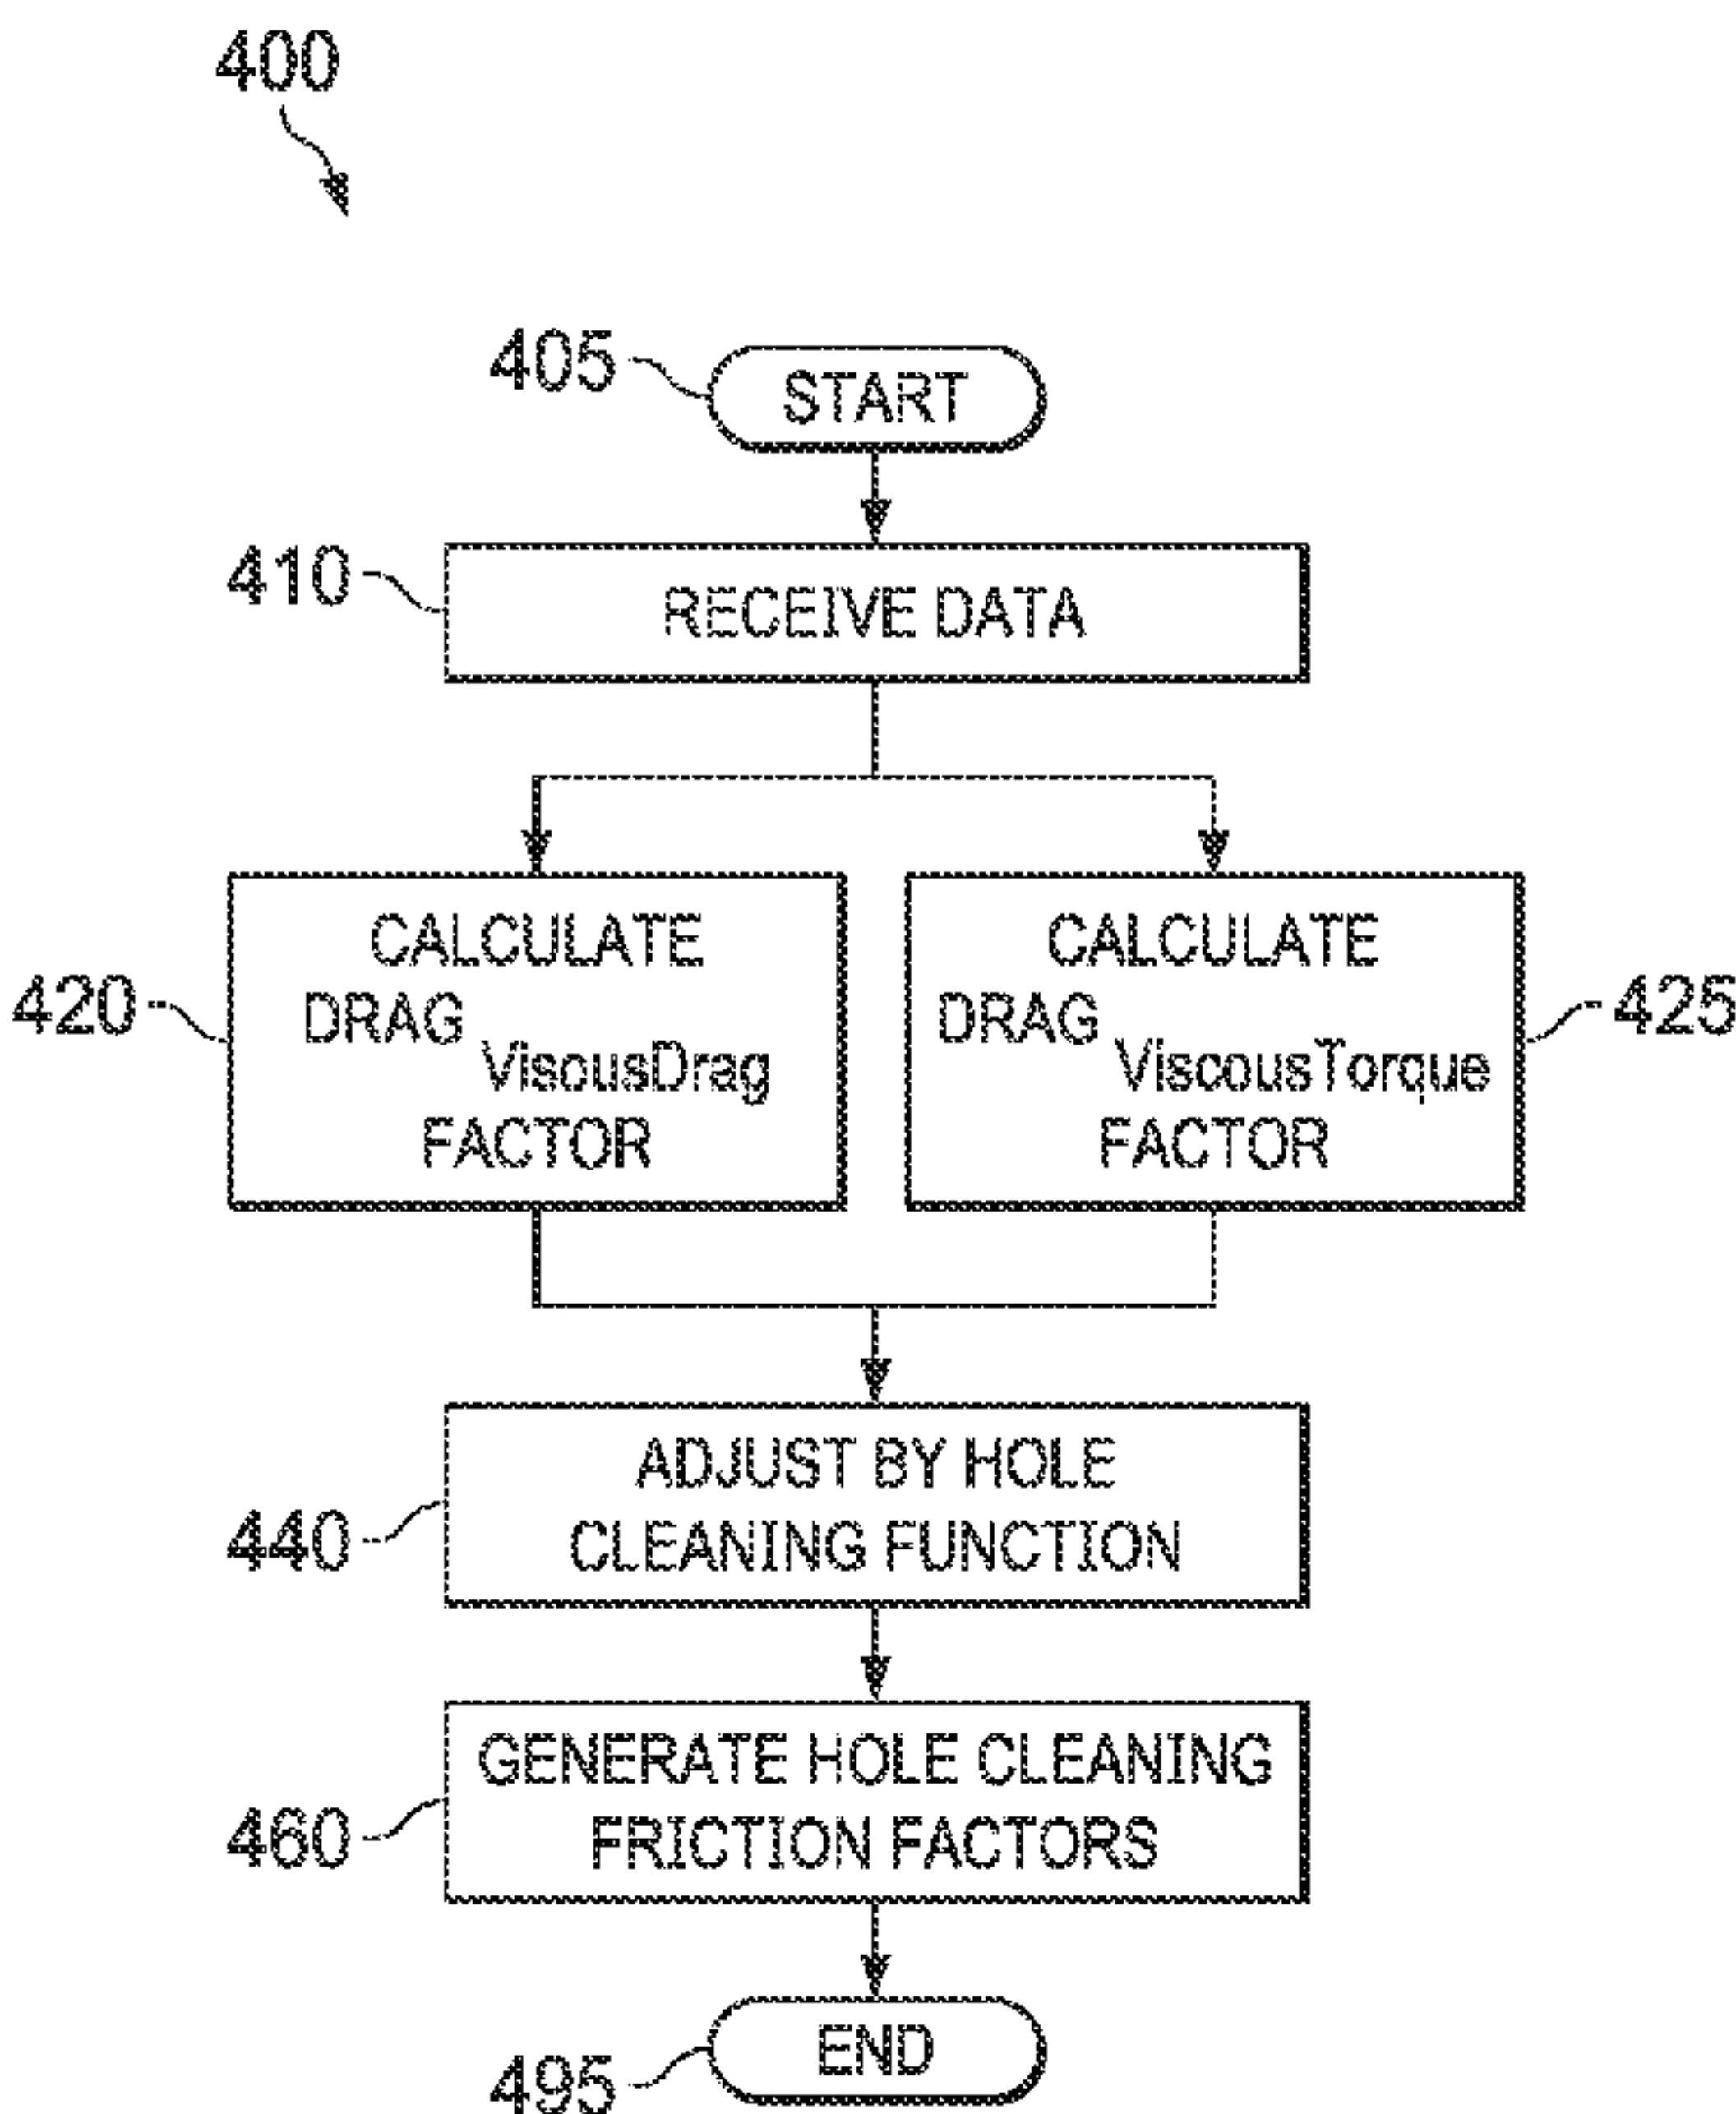 400
405
START
410
RECEIVE DATA
420
CALCULATE
DRAG ViscousDrag
FACTOR
CALCULATE
DRAG ViscousTorque
FACTOR
425
440
ADJUST BY HOLE
CLEANING FUNCTION
460
GENERATE HOLE CLEANING
FRICTION FACTORS
495
END